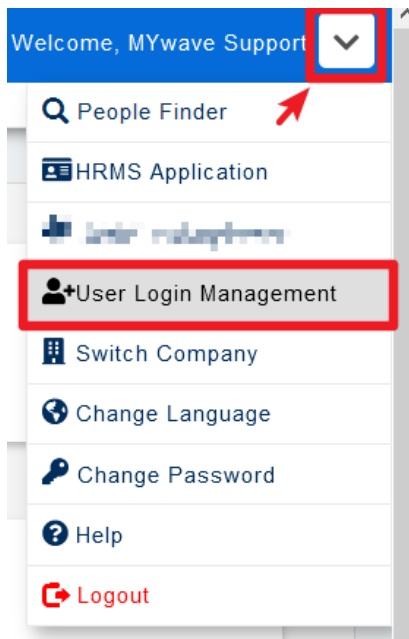 Welcome, MYwave Support
People Finder
HRMS Application
User Login Management
Switch Company
Change Language
Change Password
Help
Logout